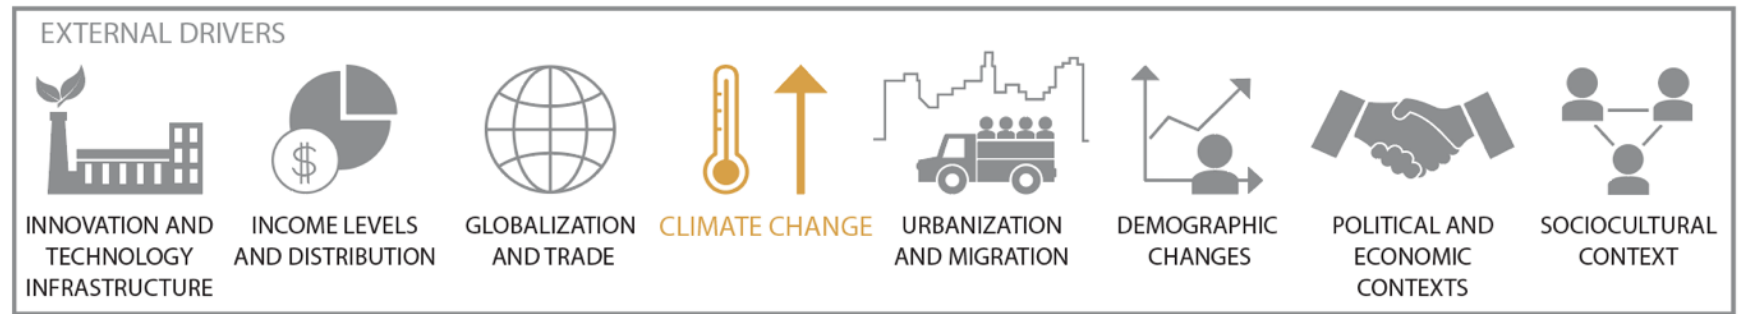 EXTERNAL DRIVERS
$
INNOVATION AND
TECHNOLOGY
INFRASTRUCTURE
INCOME LEVELS
AND DISTRIBUTION
GLOBALIZATION
AND TRADE
CLIMATE CHANGE
URBANIZATION
AND MIGRATION
DEMOGRAPHIC
CHANGES
POLITICAL AND
ECONOMIC
CONTEXTS
SOCIOCULTURAL
CONTEXT